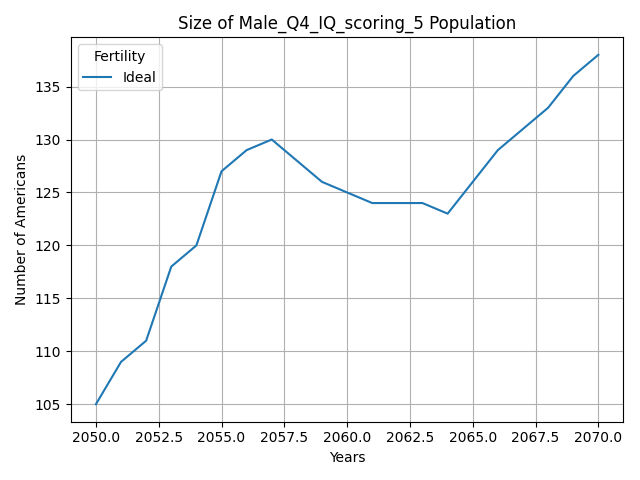 Size of Male_Q4_IQ_scoring_5 Population
Fertility
Ideal
Number of Americans
135
130
125
120
115
110
105
2050.0 2052.5 2055.0 2057.5 2060.0 2062.5 2065.0 2067.5 2070.0
Years